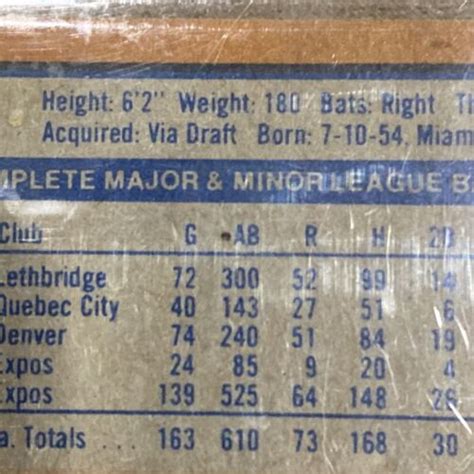 Height: 6'2" Weight: 180 Bats: Right T
Acquired: Via Draft Born: 7-10-54, Miam
MPLETE MAJOR & MINOR LEAGUE B
Club G AB R H 2B
Lethbridge 72 300 52 99 14
Quebec City 40 143 27 51 6
Denver 74 240 51 84 19
Expos 24 85 9 20 4
Expos 139 525 64 148 26
a. Totals ... 163 610 73 168 30